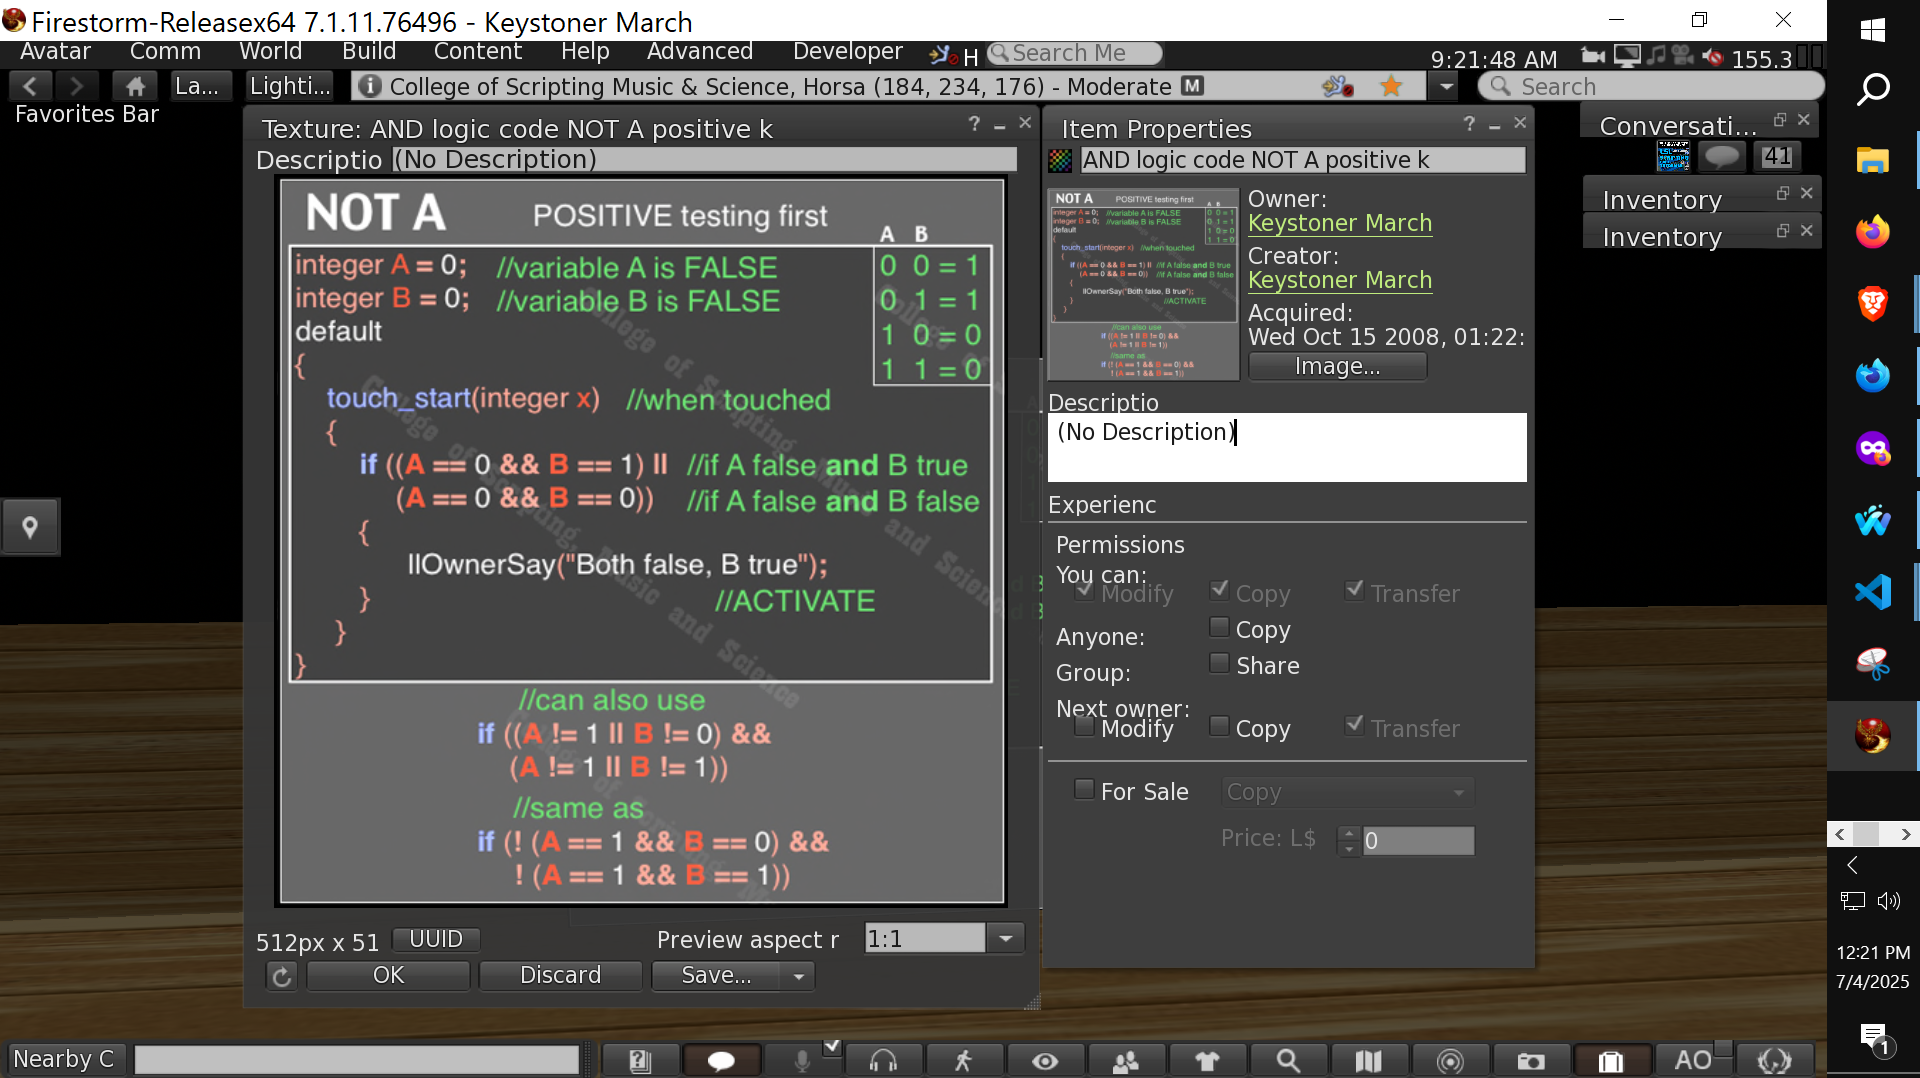 Firestorm-Releasex64 7.1.11.76496 - Keystoner March
Avatar Comm World Build Content Help Advanced Developer H Search Me 9:21:48 AM 155.3
La... Lighti... College of Scripting Music & Science, Horsa (184, 234, 176) - Moderate M Search
Favorites Bar
Texture: AND logic code NOT A positive k
Descriptio (No Description)
NOT A POSITIVE testing first
A B
integer A = 0; //variable A is FALSE 0 0 = 1
integer B = 0; //variable B is FALSE 0 1 = 1
default 1 0 = 0
{ 1 1 = 0
touch_start(integer x) //when touched
{
if ((A == 0 && B == 1) || //if A false and B true
(A == 0 && B == 0)) //if A false and B false
{
llOwnerSay("Both false, B true");
} //ACTIVATE
}
}
//can also use
if ((A != 1 || B != 0) &&
(A != 1 || B != 1))
//same as
if (! (A == 1 && B == 0) &&
! (A == 1 && B == 1))
College of Scripting, Music and Science
512px x 51 UUID Preview aspect r 1:1
OK Discard Save...
Item Properties
AND logic code NOT A positive k
Owner:
Keystoner March
Creator:
Keystoner March
Acquired:
Wed Oct 15 2008, 01:22:
Image...
Descriptio
(No Description)
Experienc
Permissions
You can:
Modify Copy Transfer
Anyone: Copy
Group: Share
Next owner:
Modify Copy Transfer
For Sale Copy
Price: L$ 0
Conversati...
41
Inventory
Inventory
Nearby C
AO
12:21 PM
7/4/2025
1